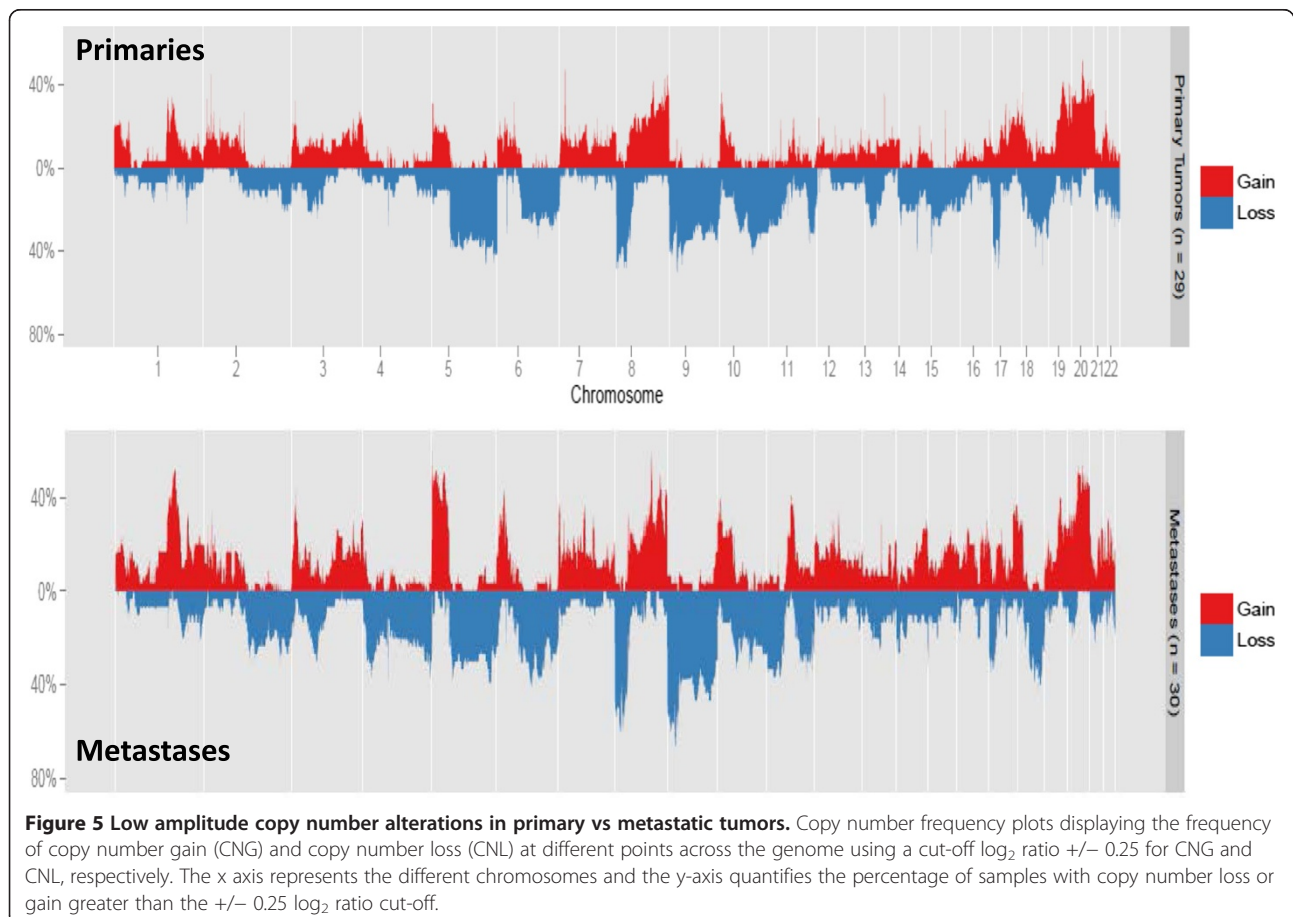 Primaries
40%
0%
40%
80%
Primary Tumors (n = 29)
Gain
Loss
1 2 3 4 5 6 7 8 9 10 11 12 13 14 15 16 17 18 19 20 21 22
Chromosome
40%
0%
40%
80%
Metastases (n = 30)
Gain
Loss
Metastases
Figure 5 Low amplitude copy number alterations in primary vs metastatic tumors. Copy number frequency plots displaying the frequency
of copy number gain (CNG) and copy number loss (CNL) at different points across the genome using a cut-off log₂ ratio +/− 0.25 for CNG and
CNL, respectively. The x axis represents the different chromosomes and the y-axis quantifies the percentage of samples with copy number loss or
gain greater than the +/− 0.25 log₂ ratio cut-off.